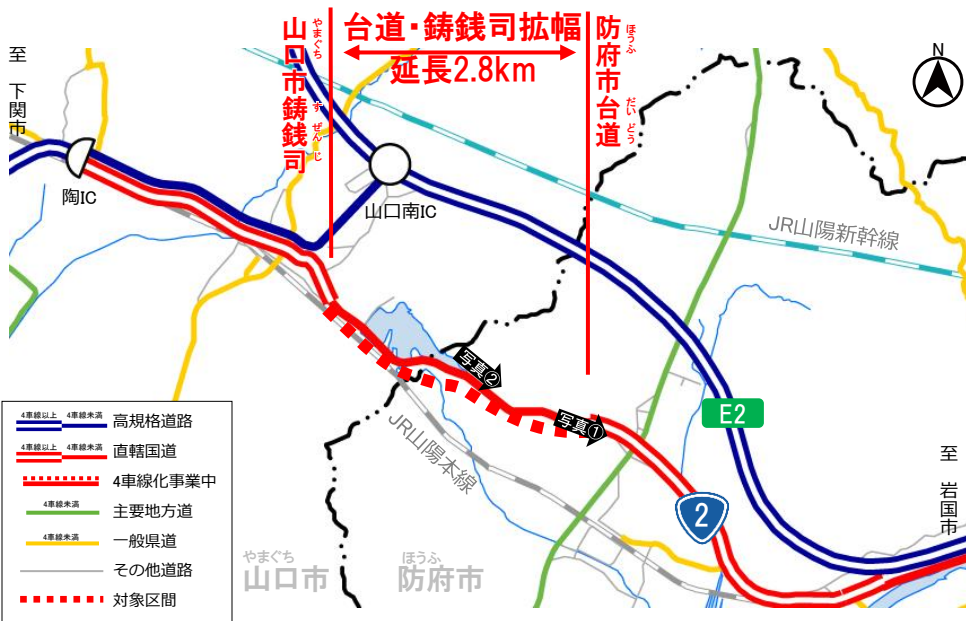 台道・鋳銭司拡幅
延長2.8km
やまぐち
すぜんじ
山口市鋳銭司
ほうふ
だいどう
防府市台道
至 下関市
N
陶IC
山口南IC
JR山陽新幹線
写真②
写真①
E2
JR山陽本線
2
至 岩国市
やまぐち
山口市
ほうふ
防府市
4車線以上 4車線未満 高規格道路
4車線以上 4車線未満 直轄国道
4車線化事業中
4車線未満 主要地方道
4車線未満 一般県道
その他道路
対象区間